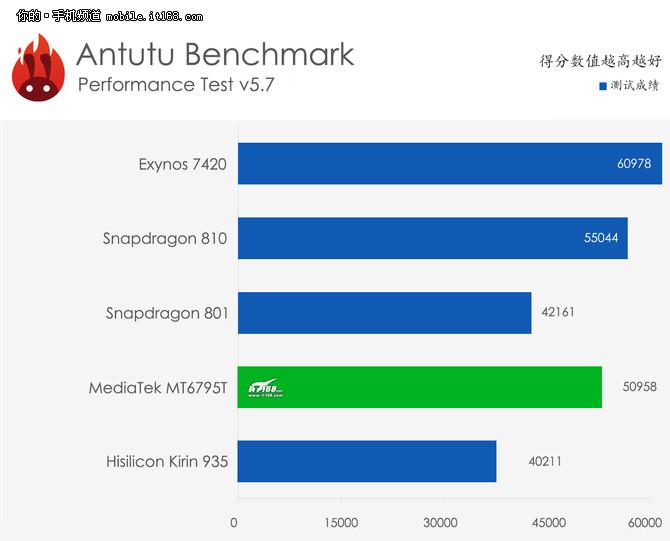 你的·手机频道 mobile.it168.com
Antutu Benchmark
Performance Test v5.7
得分数值越高越好
测试成绩
Exynos 7420
60978
Snapdragon 810
55044
Snapdragon 801
42161
MediaTek MT6795T
IT168.com
www.it168.com
50958
Hisilicon Kirin 935
40211
0
15000
30000
45000
60000